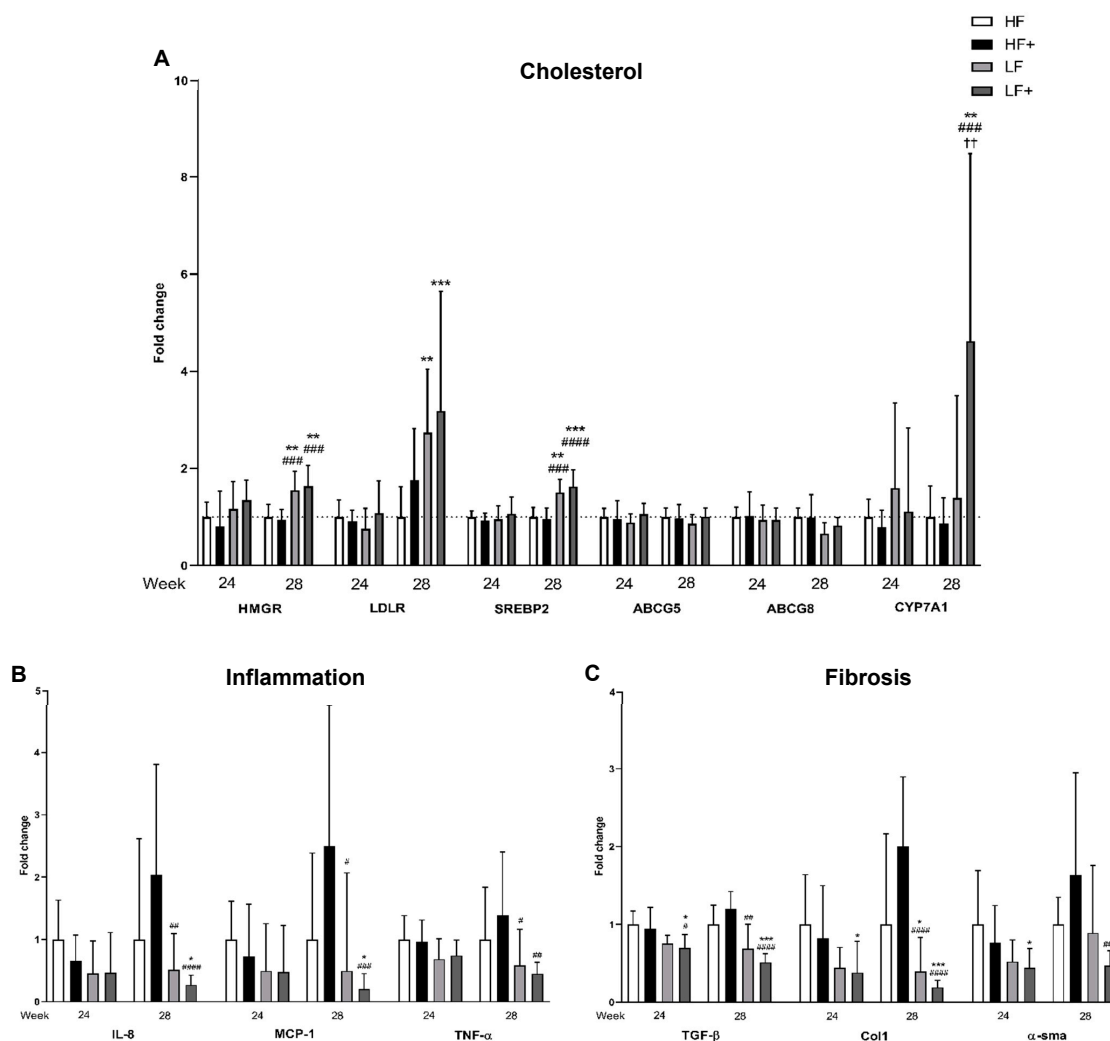 HF
HF+
LF
LF+
A
Cholesterol
Fold change
10
8
6
4
2
0
**
###
**
###
**
***
**
###
***
####
**
###
††
Week 24 28 24 28 24 28 24 28 24 28 24 28
HMGR LDLR SREBP2 ABCG5 ABCG8 CYP7A1
B
Inflammation
Fold change
5
4
3
2
1
0
##
*
####
#
*
###
#
##
Week 24 28 24 28 24 28
IL-8 MCP-1 TNF-α
C
Fibrosis
Fold change
4
3
2
1
0
*
#
##
***
####
*
*
####
***
####
*
##
Week 24 28 24 28 24 28
TGF-β Col1 α-sma